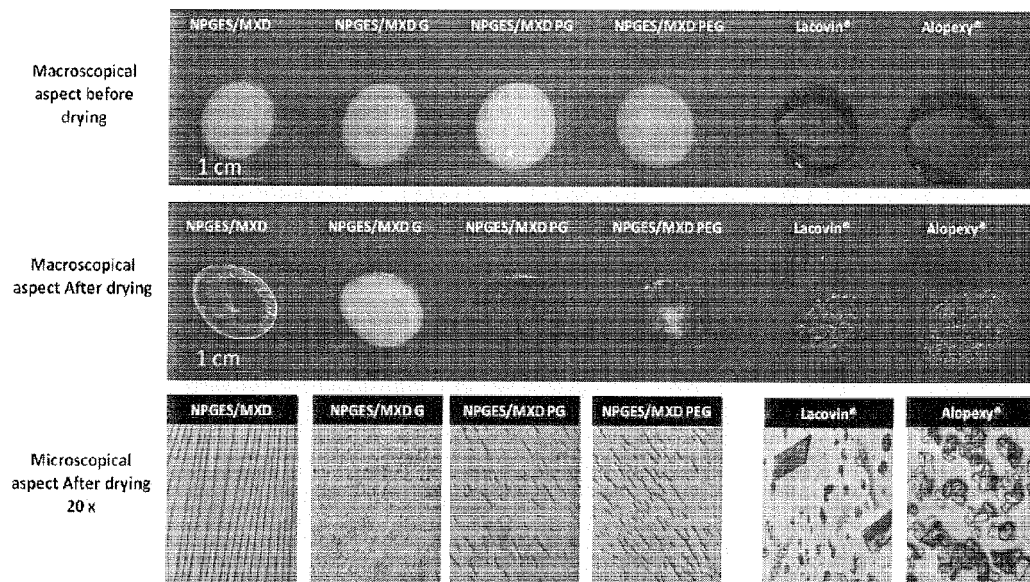 NPGES/MXD NPGES/MXD G NPGES/MXD PG NPGES/MXD PEG Lacovin® Alopexy®
Macroscopical
aspect before
drying
1 cm
NPGES/MXD NPGES/MXD G NPGES/MXD PG NPGES/MXD PEG Lacovin® Alopexy®
Macroscopical
aspect After drying
1 cm
NPGES/MXD NPGES/MXD G NPGES/MXD PG NPGES/MXD PEG Lacovin® Alopexy®
Microscopical
aspect After drying
20 x